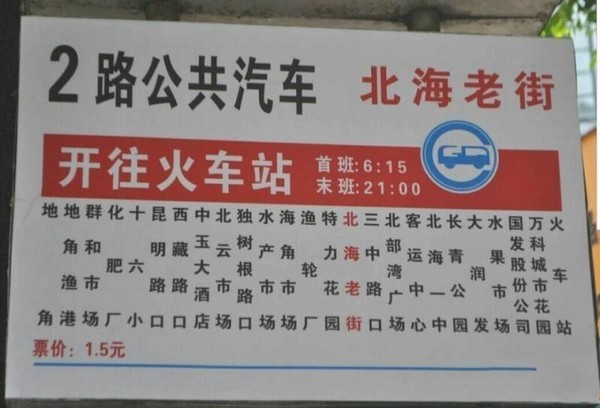 2路公共汽车 北海老街
开往火车站
首班:6:15
末班:21:00
地角
地角渔港
群和市场
化肥厂
十六小
昆明路口
西藏路口
中玉大酒店
北云市场
独树根路口
水产市场
海角市场
渔轮厂
特力花园
北海老街
三中路口
北部湾广场
客运中心
北海一中
长青公园
大润发
水果市场
国发股份公司
万科城市花园
火车站
票价：1.5元